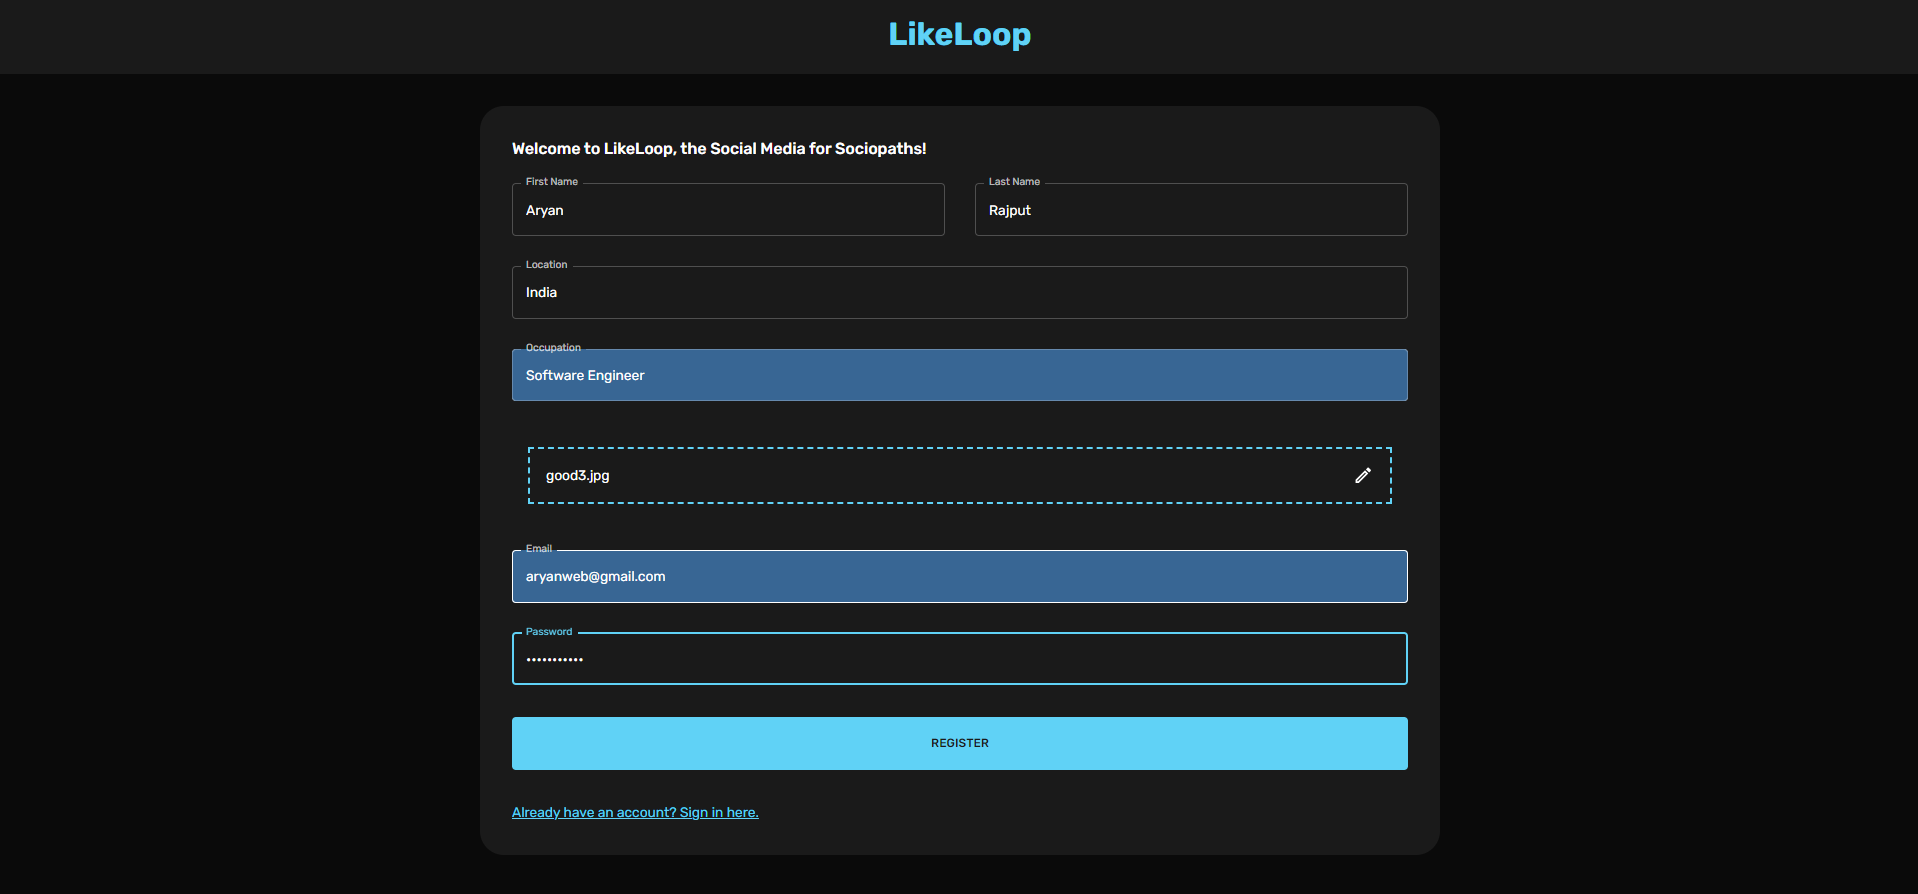 LikeLoop
Welcome to LikeLoop, the Social Media for Sociopaths!
First Name
Aryan
Last Name
Rajput
Location
India
Occupation
Software Engineer
good3.jpg
Email
aryanweb@gmail.com
Password
•••••••••••
REGISTER
Already have an account? Sign in here.